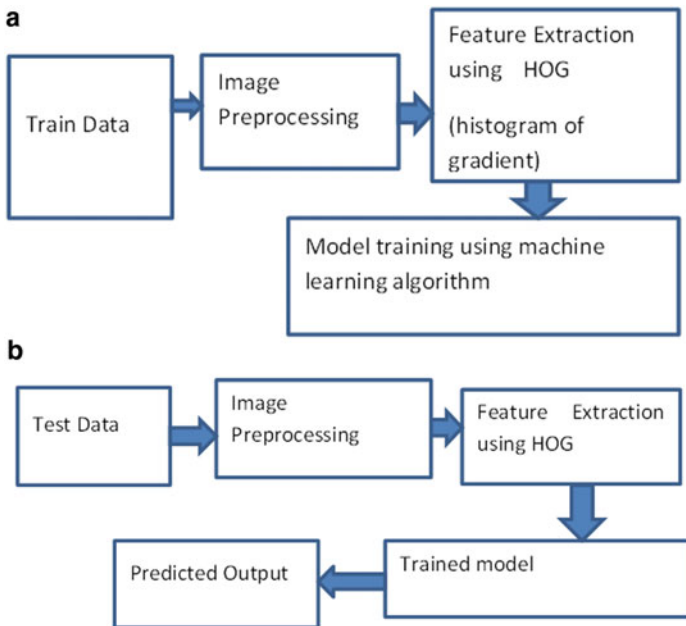 a
Train Data
Image
Preprocessing
Feature Extraction
using HOG
(histogram of
gradient)
Model training using machine
learning algorithm
b
Test Data
Image
Preprocessing
Feature Extraction
using HOG
Trained model
Predicted Output